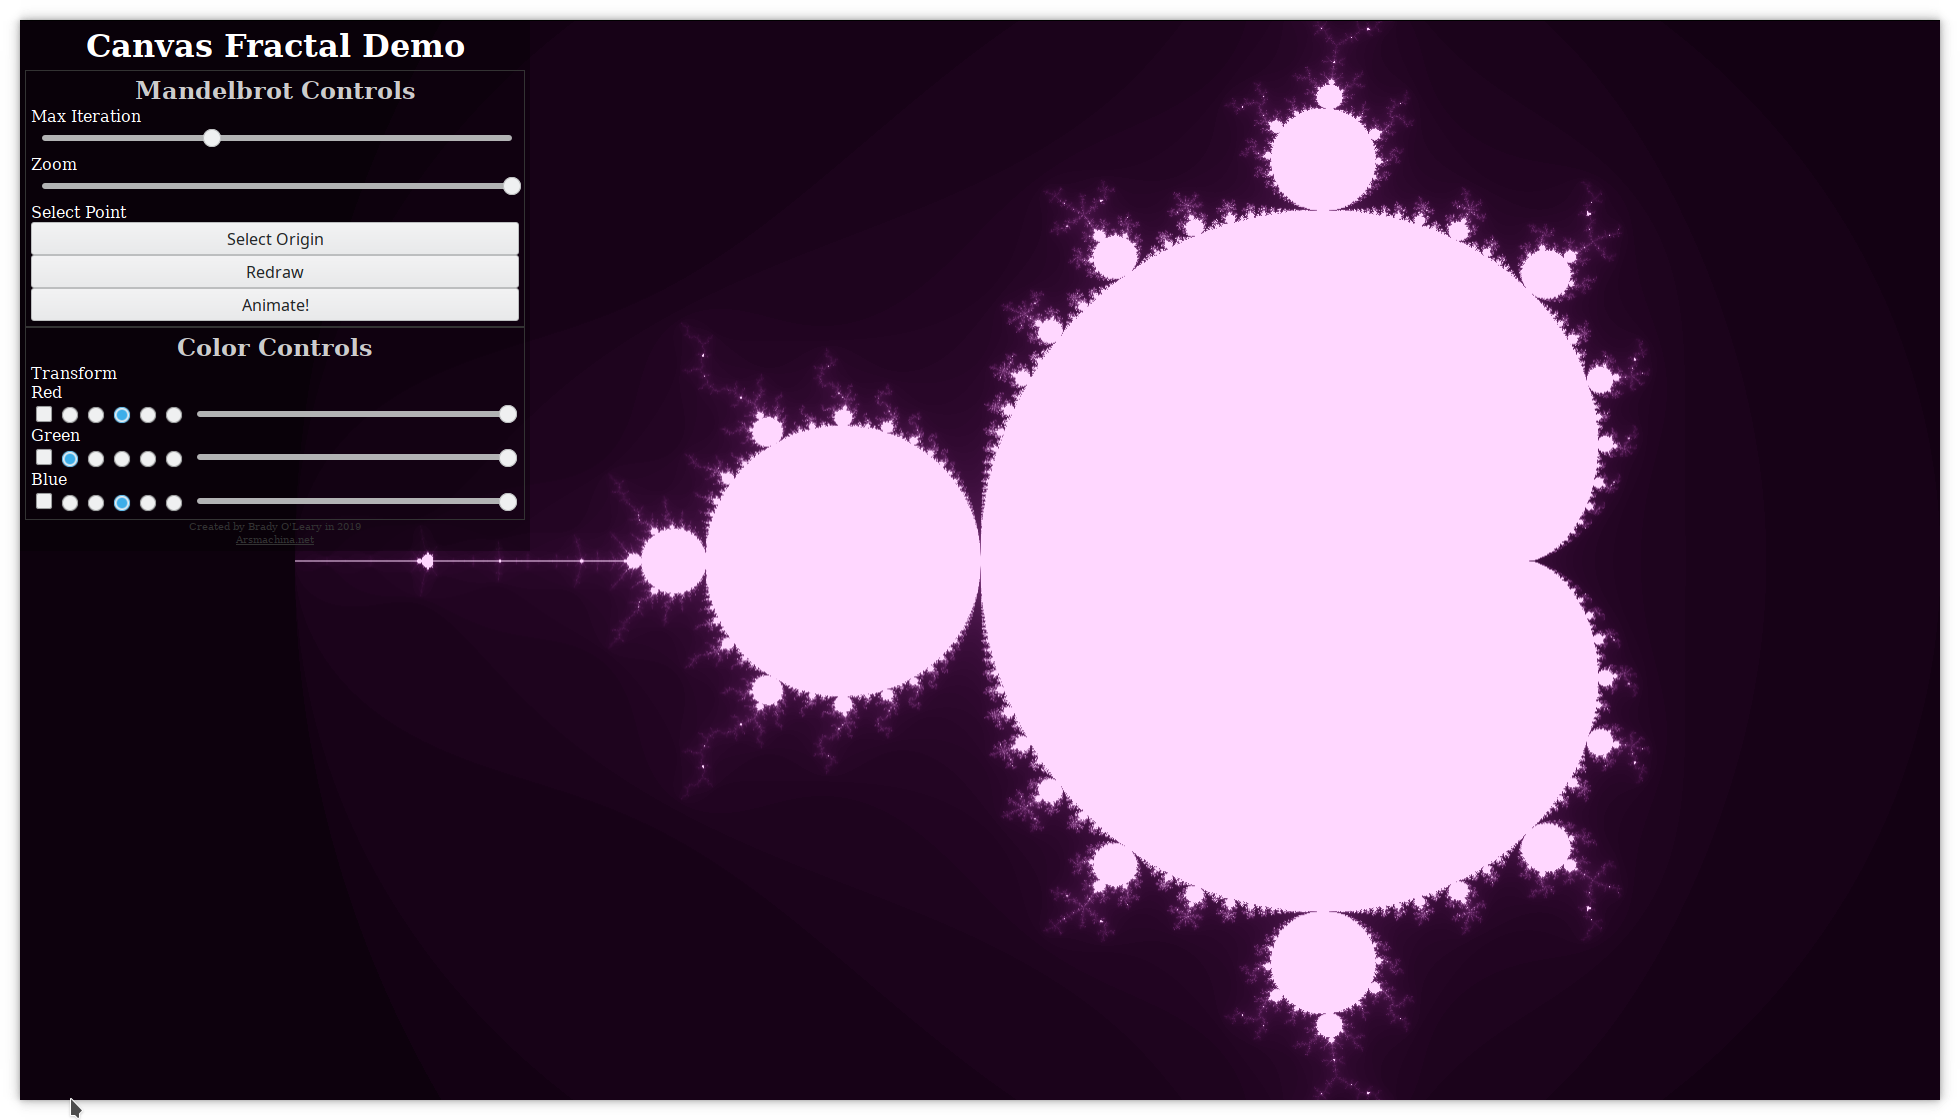 Canvas Fractal Demo
Mandelbrot Controls
Max Iteration
Zoom
Select Point
Select Origin
Redraw
Animate!
Color Controls
Transform
Red
Green
Blue
Created by Brady O'Leary in 2019
Arsmachina.net